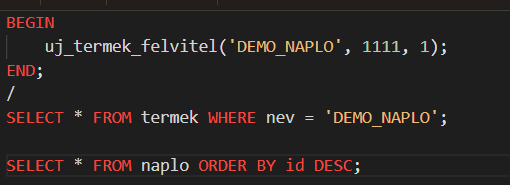 BEGIN
    uj_termek_felvitel('DEMO_NAPLO', 1111, 1);
END;
/
SELECT * FROM termek WHERE nev = 'DEMO_NAPLO';
SELECT * FROM naplo ORDER BY id DESC;